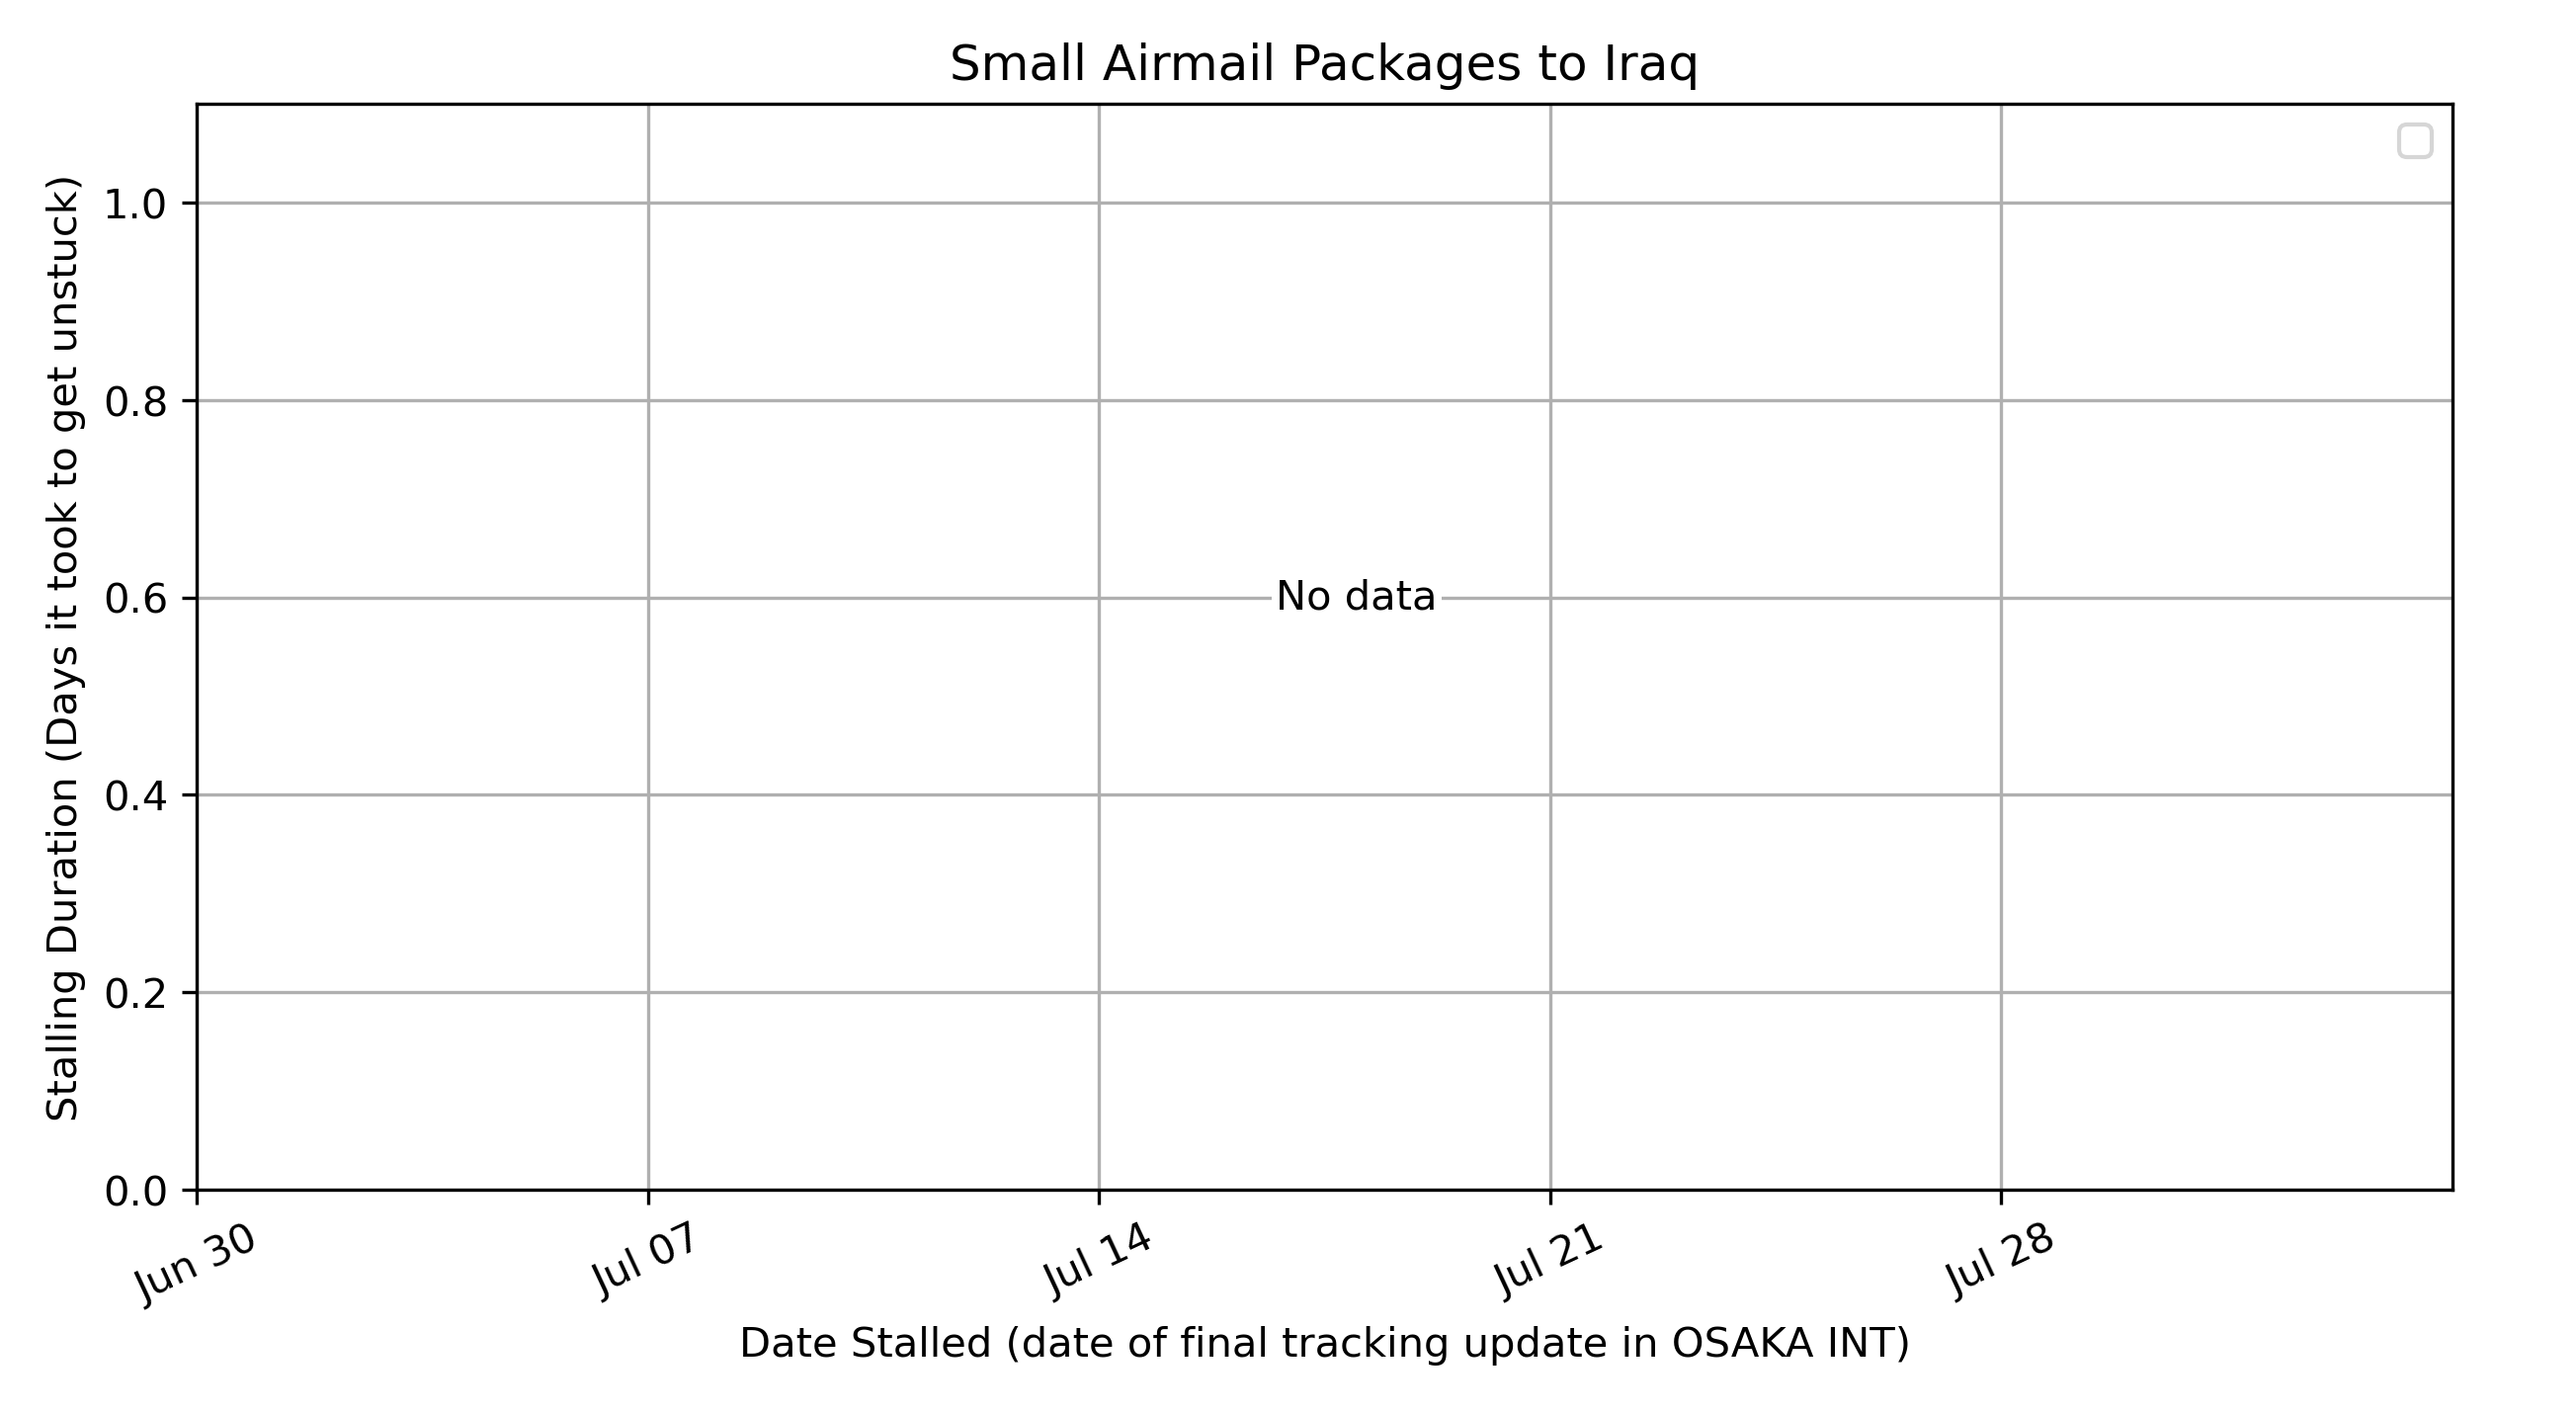 Small Airmail Packages to Iraq
Stalling Duration (Days it took to get unstuck)
1.0
0.8
0.6
0.4
0.2
0.0
No data
Jun 30
Jul 07
Jul 14
Jul 21
Jul 28
Date Stalled (date of final tracking update in OSAKA INT)